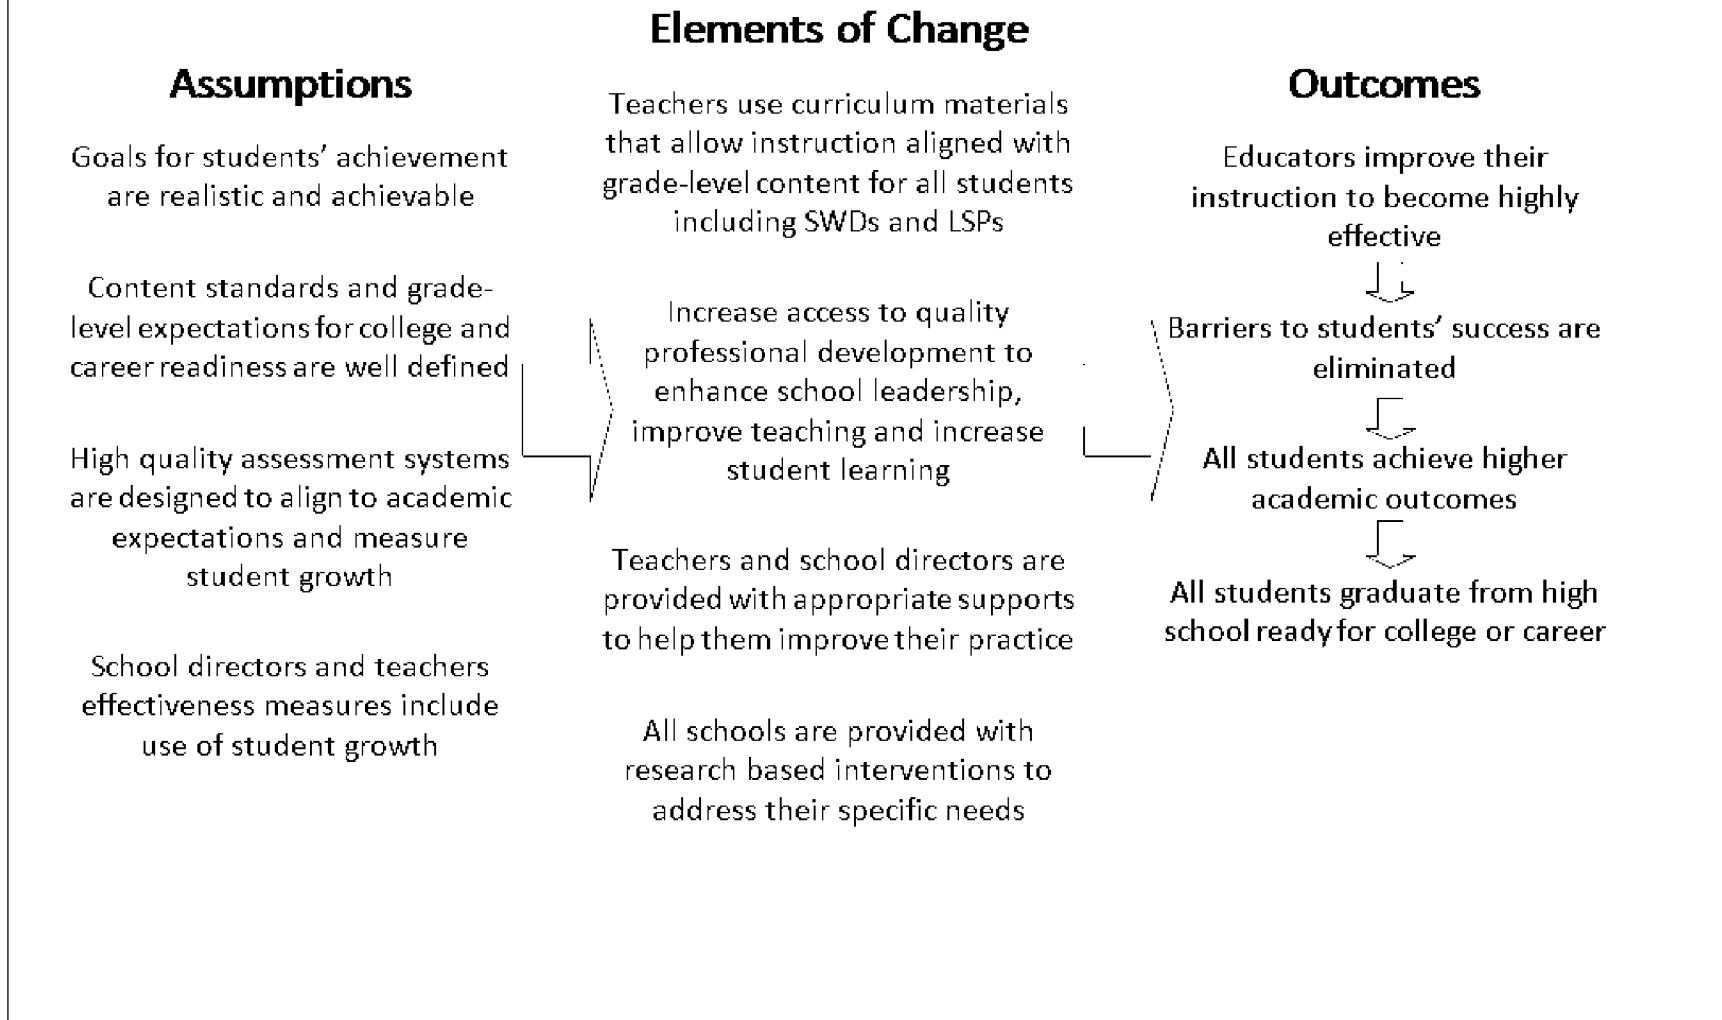 Assumptions
Goals for students’ achievement
are realistic and achievable
Content standards and grade-
level expectations for college and
career readiness are well defined
High quality assessment systems
are designed to align to academic
expectations and measure
student growth
School directors and teachers
effectiveness measures include
use of student growth
Elements of Change
Teachers use curriculum materials
that allow instruction aligned with
grade-level content for all students
including SWDs and LSPs
Increase access to quality
professional development to
enhance school leadership,
improve teaching and increase
student learning
Teachers and school directors are
provided with appropriate supports
to help them improve their practice
All schools are provided with
research based interventions to
address their specific needs
Outcomes
Educators improve their
instruction to become highly
effective
Barriers to students’ success are
eliminated
All students achieve higher
academic outcomes
All students graduate from high
school ready for college or career